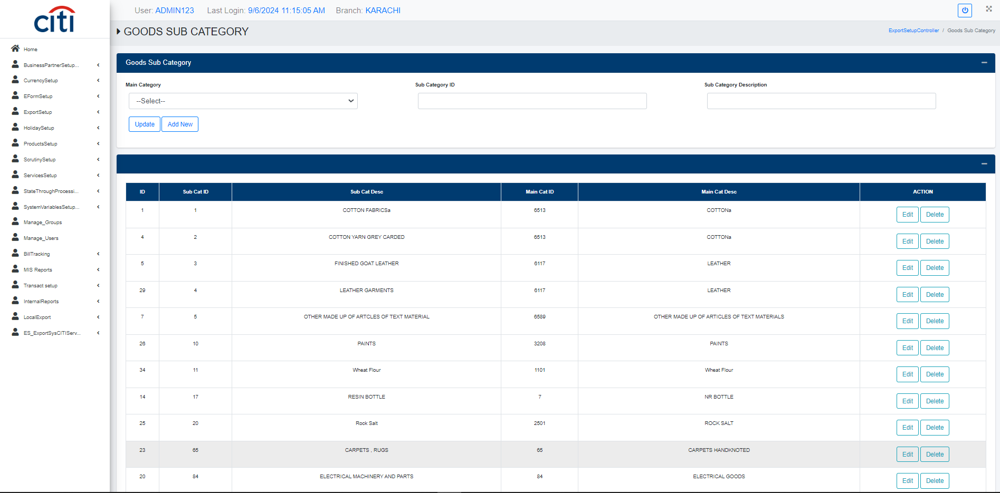 citi
User: ADMIN123 Last Login: 9/6/2024 11:15:05 AM Branch: KARACHI
GOODS SUB CATEGORY
ExportSetupController / Goods Sub Category
Home
BusinessPartnerSetup...
CurrencySetup
EFormSetup
ExportSetup
HolidaySetup
ProductsSetup
ScrutinySetup
ServicesSetup
StateThroughProcessi...
SystemVariablesSetup...
Manage_Groups
Manage_Users
BillTracking
MIS Reports
Transact setup
InternalReports
LocalExport
ES_ExportSysCITIServ...
Goods Sub Category
Main Category Sub Category ID Sub Category Description
--Select--
Update Add New
ID Sub Cat ID Sub Cat Desc Main Cat ID Main Cat Desc ACTION
1 1 COTTON FABRICSa 6513 COTTONa Edit Delete
4 2 COTTON YARN GREY CARDED 6513 COTTONa Edit Delete
5 3 FINISHED GOAT LEATHER 6117 LEATHER Edit Delete
29 4 LEATHER GARMENTS 6117 LEATHER Edit Delete
7 5 OTHER MADE UP OF ARTCLES OF TEXT MATERIAL 6589 OTHER MADE UP OF ARTICLES OF TEXT MATERIALS Edit Delete
26 10 PAINTS 3208 PAINTS Edit Delete
34 11 Wheat Flour 1101 Wheat Flour Edit Delete
14 17 RESIN BOTTLE 7 NR BOTTLE Edit Delete
25 20 Rock Salt 2501 ROCK SALT Edit Delete
23 65 CARPETS , RUGS 65 CARPETS HANDKNOTED Edit Delete
20 84 ELECTRICAL MACHINERY AND PARTS 84 ELECTRICAL GOODS Edit Delete